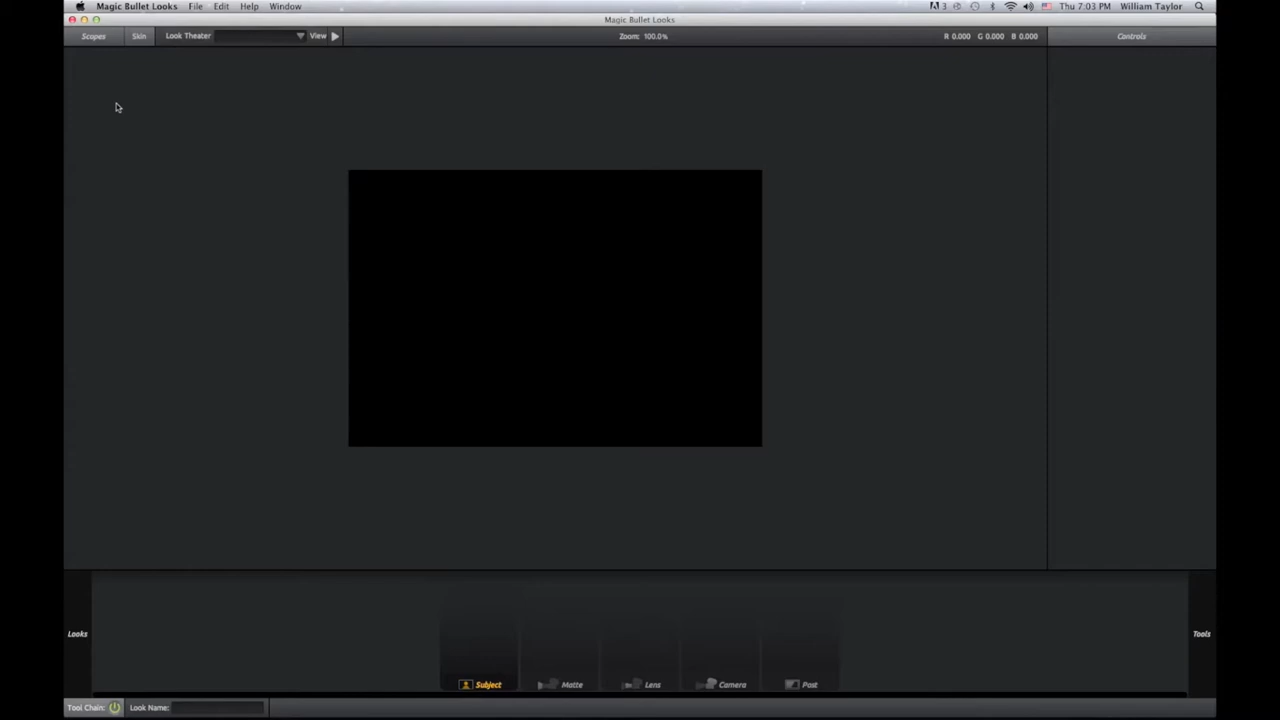 Magic Bullet Looks File Edit Help Window 3 Thu 7:03 PM William Taylor
Magic Bullet Looks
Scopes Skin Look Theater View Zoom: 100.0% R 0.000 G 0.000 B 0.000 Controls
Looks Tools
Subject Matte Lens Camera Post
Tool Chain: Look Name: